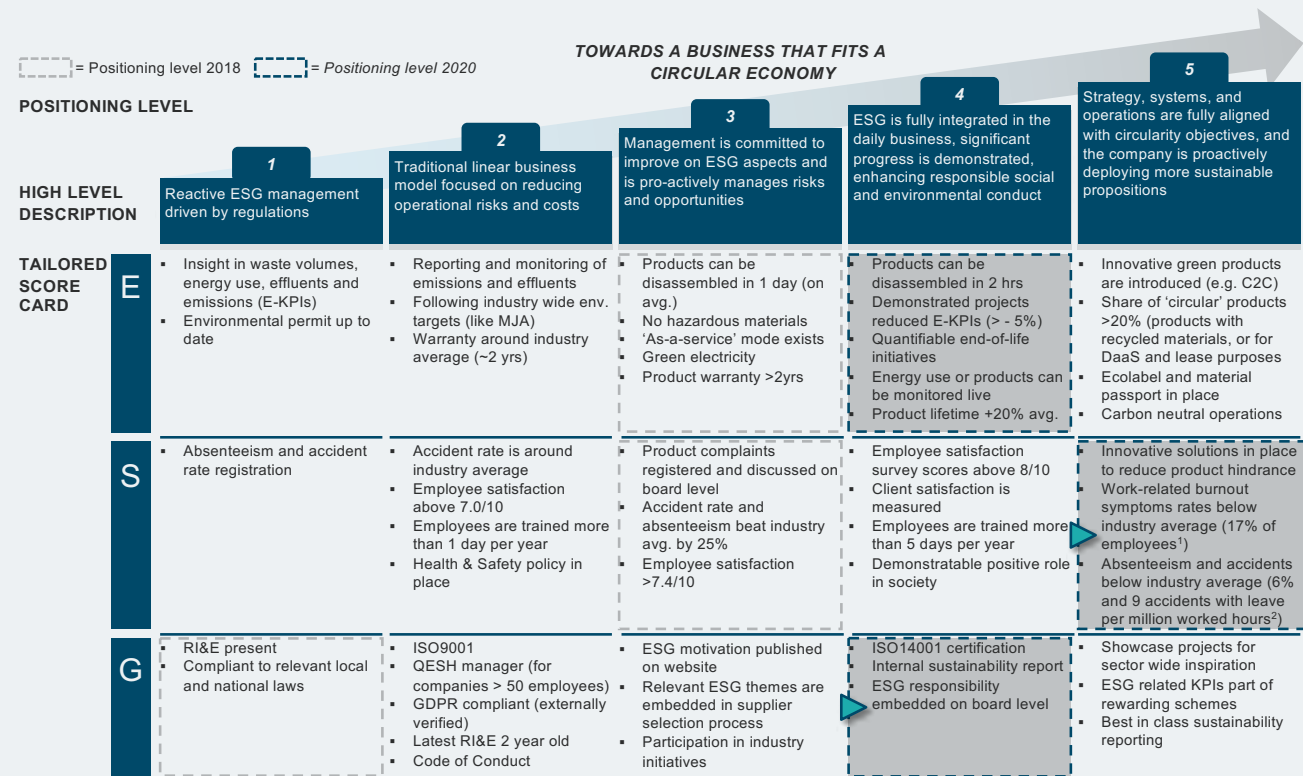 TOWARDS A BUSINESS THAT FITS A
CIRCULAR ECONOMY
= Positioning level 2018
= Positioning level 2020
POSITIONING LEVEL
1
2
3
4
5
HIGH LEVEL
DESCRIPTION
Reactive ESG management
driven by regulations
Traditional linear business
model focused on reducing
operational risks and costs
Management is committed to
improve on ESG aspects and
is pro-actively manages risks
and opportunities
ESG is fully integrated in the
daily business, significant
progress is demonstrated,
enhancing responsible social
and environmental conduct
Strategy, systems, and
operations are fully aligned
with circularity objectives, and
the company is proactively
deploying more sustainable
propositions
TAILORED
SCORE
CARD
E
▪ Insight in waste volumes,
energy use, effluents and
emissions (E-KPIs)
▪ Environmental permit up to
date
▪ Reporting and monitoring of
emissions and effluents
▪ Following industry wide env.
targets (like MJA)
▪ Warranty around industry
average (~2 yrs)
▪ Products can be
disassembled in 1 day (on
avg.)
▪ No hazardous materials
▪ ‘As-a-service’ mode exists
▪ Green electricity
▪ Product warranty >2yrs
▪ Products can be
disassembled in 2 hrs
▪ Demonstrated projects
reduced E-KPIs (> - 5%)
▪ Quantifiable end-of-life
initiatives
▪ Energy use or products can
be monitored live
▪ Product lifetime +20% avg.
▪ Innovative green products
are introduced (e.g. C2C)
▪ Share of ‘circular’ products
>20% (products with
recycled materials, or for
DaaS and lease purposes
▪ Ecolabel and material
passport in place
▪ Carbon neutral operations
S
▪ Absenteeism and accident
rate registration
▪ Accident rate is around
industry average
▪ Employee satisfaction
above 7.0/10
▪ Employees are trained more
than 1 day per year
▪ Health & Safety policy in
place
▪ Product complaints
registered and discussed on
board level
▪ Accident rate and
absenteeism beat industry
avg. by 25%
▪ Employee satisfaction
>7.4/10
▪ Employee satisfaction
survey scores above 8/10
▪ Client satisfaction is
measured
▪ Employees are trained more
than 5 days per year
▪ Demonstratable positive role
in society
▪ Innovative solutions in place
to reduce product hindrance
▪ Work-related burnout
symptoms rates below
industry average (17% of
employees¹)
▪ Absenteeism and accidents
below industry average (6%
and 9 accidents with leave
per million worked hours²)
G
▪ RI&E present
▪ Compliant to relevant local
and national laws
▪ ISO9001
▪ QESH manager (for
companies > 50 employees)
▪ GDPR compliant (externally
verified)
▪ Latest RI&E 2 year old
▪ Code of Conduct
▪ ESG motivation published
on website
▪ Relevant ESG themes are
embedded in supplier
selection process
▪ Participation in industry
initiatives
▪ ISO14001 certification
▪ Internal sustainability report
▪ ESG responsibility
embedded on board level
▪ Showcase projects for
sector wide inspiration
▪ ESG related KPIs part of
rewarding schemes
▪ Best in class sustainability
reporting